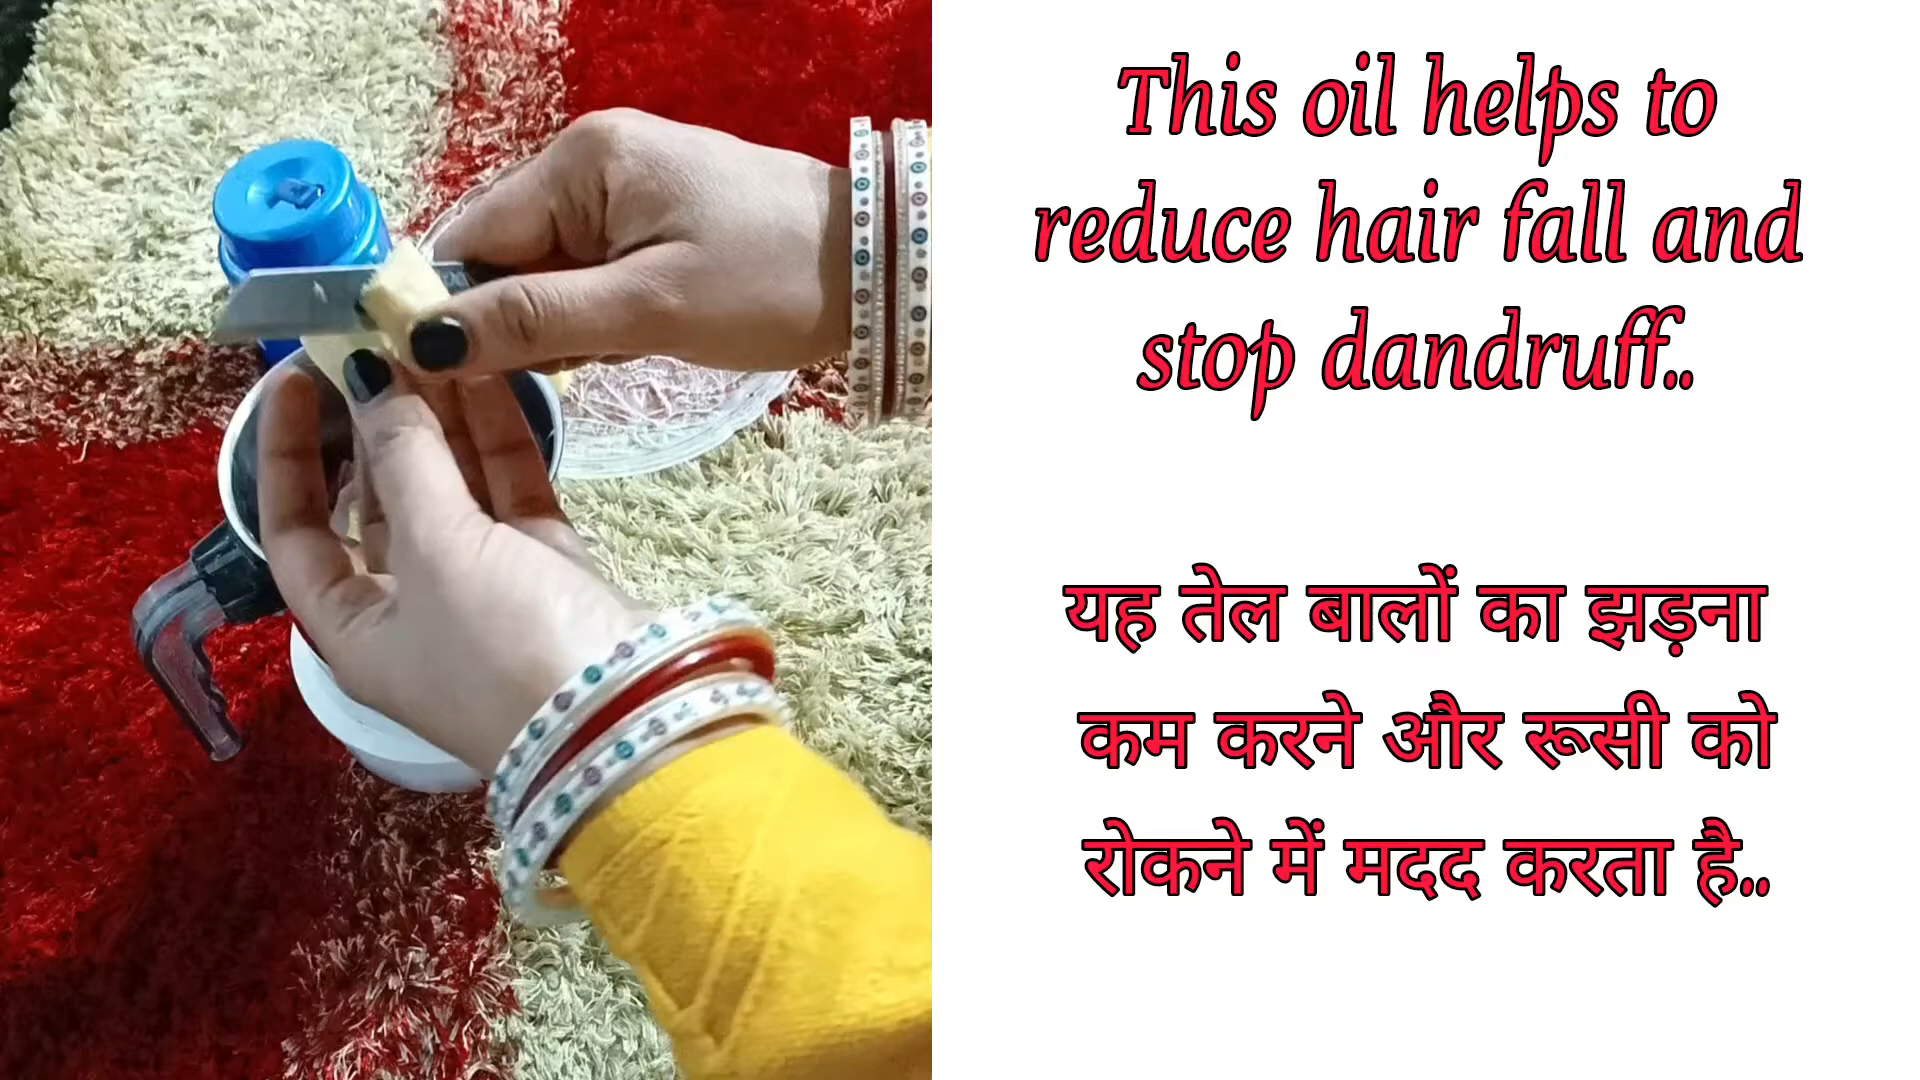 This oil helps to
reduce hair fall and
stop dandruff..
यह तेल बालों का झड़ना
कम करने और रूसी को
रोकने में मदद करता है..